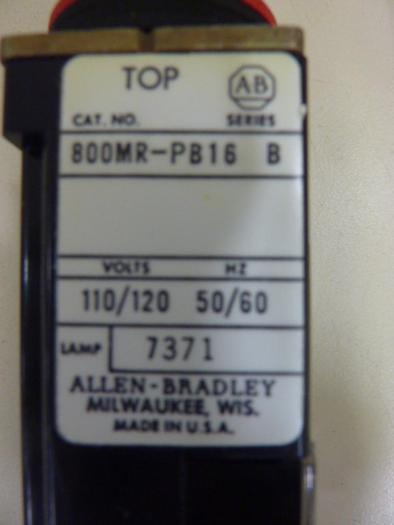 TOP
AB
CAT. NO. SERIES
800MR-PB16 B
VOLTS HZ
110/120 50/60
LAMP 7371
ALLEN-BRADLEY
MILWAUKEE, WIS.
MADE IN U.S.A.